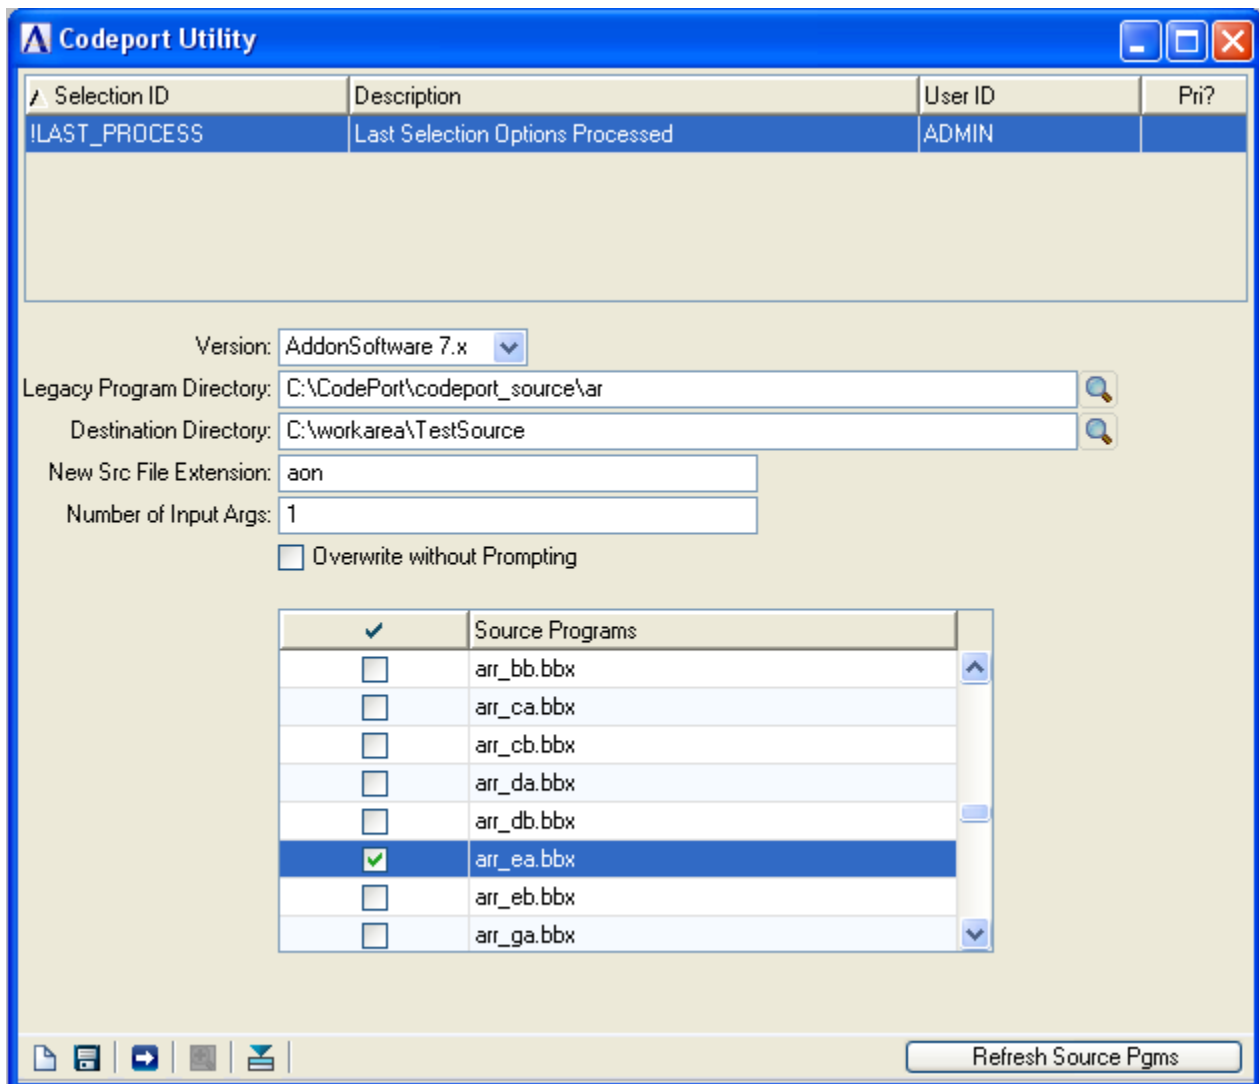 Codeport Utility
Selection ID Description User ID Pri?
!LAST_PROCESS Last Selection Options Processed ADMIN
Version: AddonSoftware 7.x
Legacy Program Directory: C:\CodePort\codeport_source\ar
Destination Directory: C:\workarea\TestSource
New Src File Extension: aon
Number of Input Args: 1
Overwrite without Prompting
Source Programs
arr_bb.bbx
arr_ca.bbx
arr_cb.bbx
arr_da.bbx
arr_db.bbx
arr_ea.bbx
arr_eb.bbx
arr_ga.bbx
Refresh Source Pgms